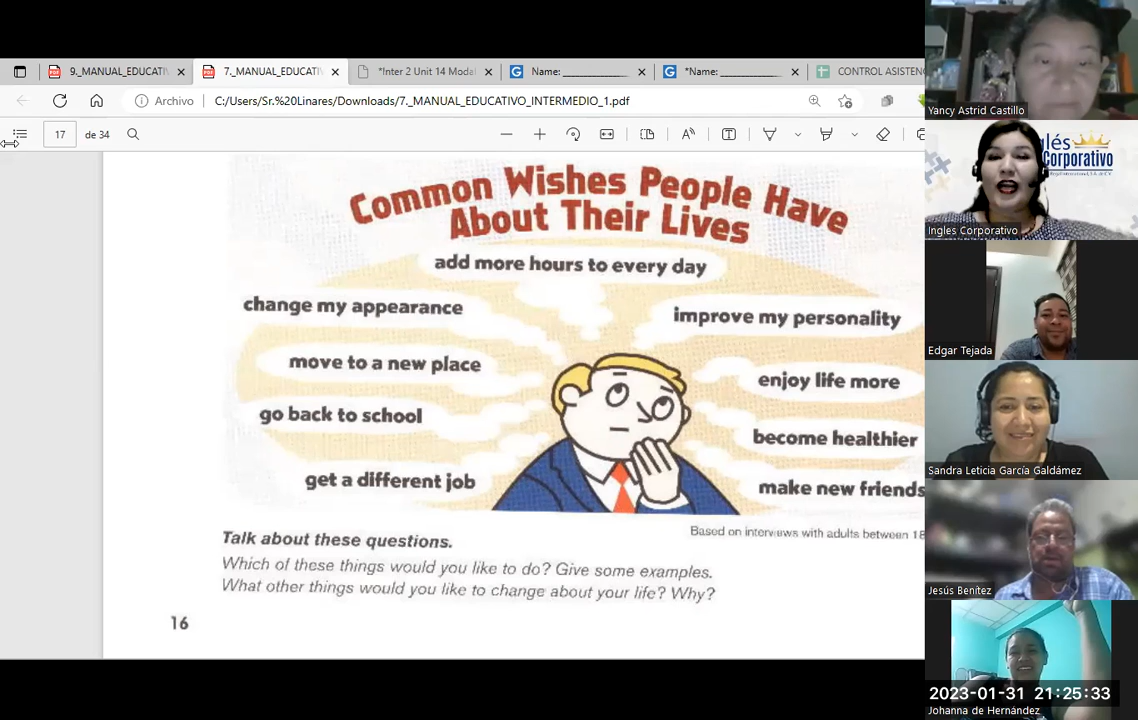 9._MANUAL_EDUCATI
7._MANUAL_EDUCATI
*Inter 2 Unit 14 Modal
Name: ____________
*Name: ____________
CONTROL ASISTEN
Archivo
C:/Users/Sr.%20Linares/Downloads/7._MANUAL_EDUCATIVO_INTERMEDIO_1.pdf
17 de 34
Common Wishes People Have
About Their Lives
add more hours to every day
change my appearance
improve my personality
move to a new place
enjoy life more
go back to school
become healthier
get a different job
make new friends
Based on interviews with adults between 18
Talk about these questions.
Which of these things would you like to do? Give some examples.
What other things would you like to change about your life? Why?
16
Yancy Astrid Castillo
glés
Corporativo
Ingles Corporativo
Edgar Tejada
Sandra Leticia García Galdámez
Jesús Benítez
2023-01-31 21:25:33
Johanna de Hernández